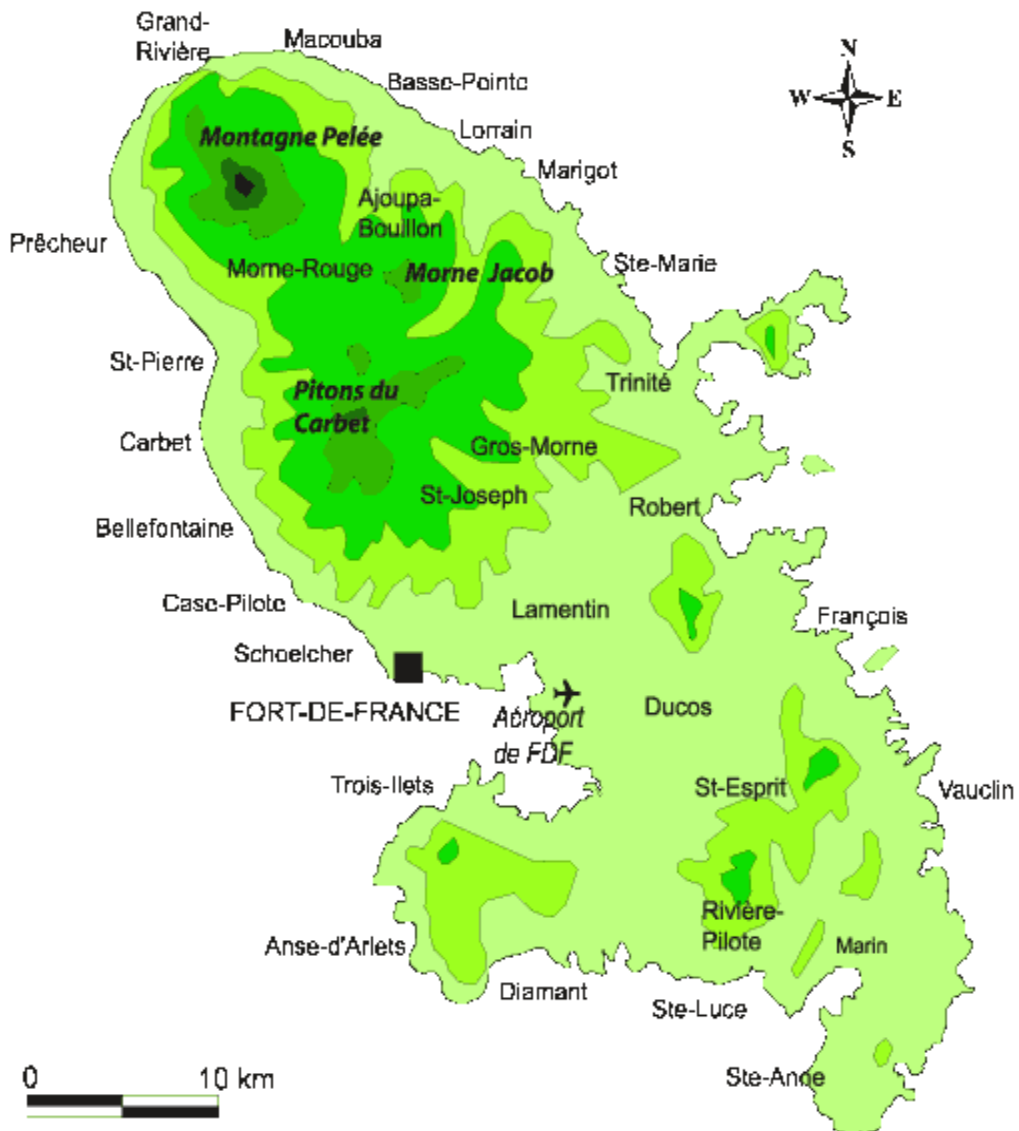 Grand-
Rivière
Macouba
Basse-Pointe
N
W E
S
Lorrain
Montagne Pelée
Marigot
Ajoupa-
Bouillon
Prêcheur
Morne-Rouge
Morne Jacob
Ste-Marie
St-Pierre
Trinité
Pitons du
Carbet
Carbet
Gros-Morne
St-Joseph
Robert
Bellefontaine
Case-Pilote
Lamentin
François
Schoelcher
FORT-DE-FRANCE
Aéroport
de FDF
Ducos
Trois-Ilets
St-Esprit
Vauclin
Rivière-
Pilote
Anse-d'Arlets
Marin
Diamant
Ste-Luce
0 10 km
Ste-Anne